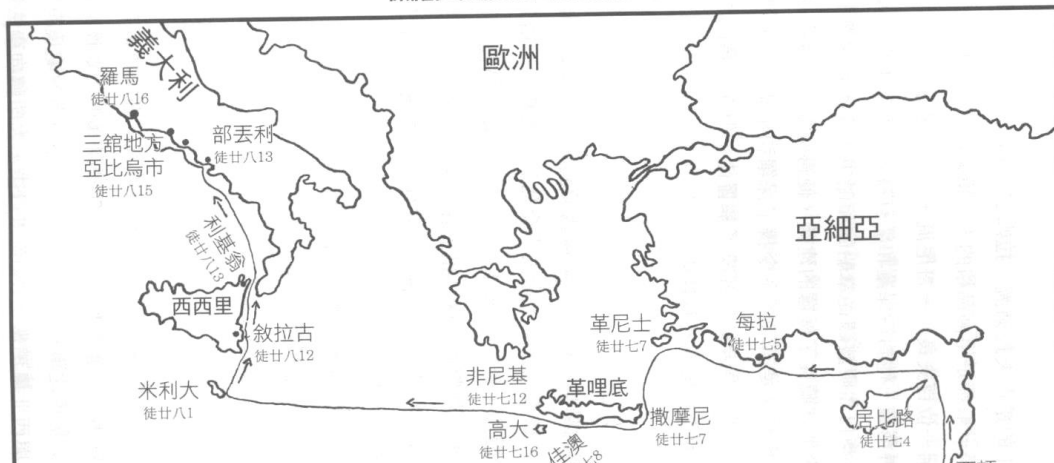 歐洲
義大利
羅馬
徒廿八16
三舘地方
亞比烏市
徒廿八15
部丟利
徒廿八13
利基翁
徒廿八13
西西里
敘拉古
徒廿八12
米利大
徒廿八1
亞細亞
革尼士
徒廿七7
每拉
徒廿七5
非尼基
徒廿七12
革哩底
高大
徒廿七16
佳澳
撒摩尼
徒廿七7
居比路
徒廿七4